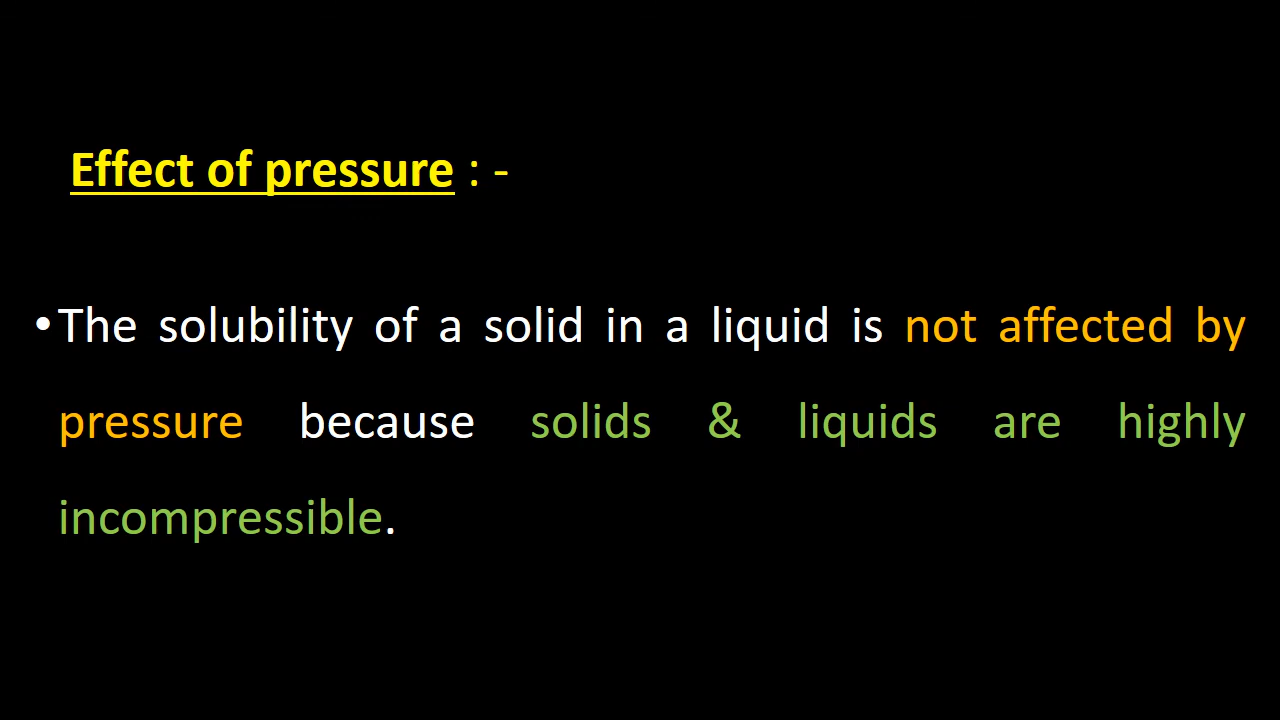 Effect of pressure : -
•The solubility of a solid in a liquid is not affected by
pressure because solids & liquids are highly
incompressible.